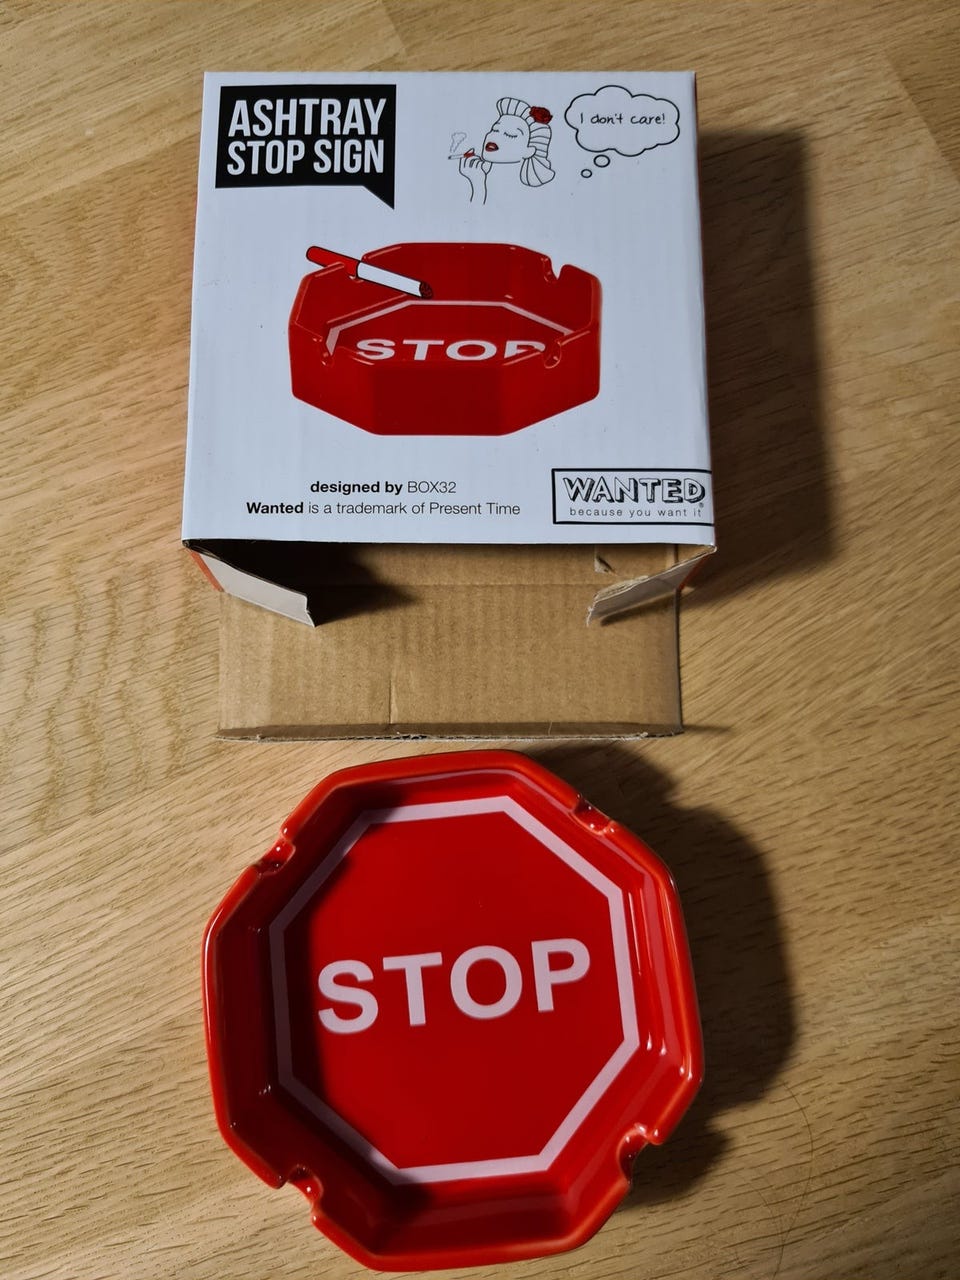 ASHTRAY
STOP SIGN
I don't care!
STOP
designed by BOX32
Wanted is a trademark of Present Time
WANTED®
because you want it
STOP